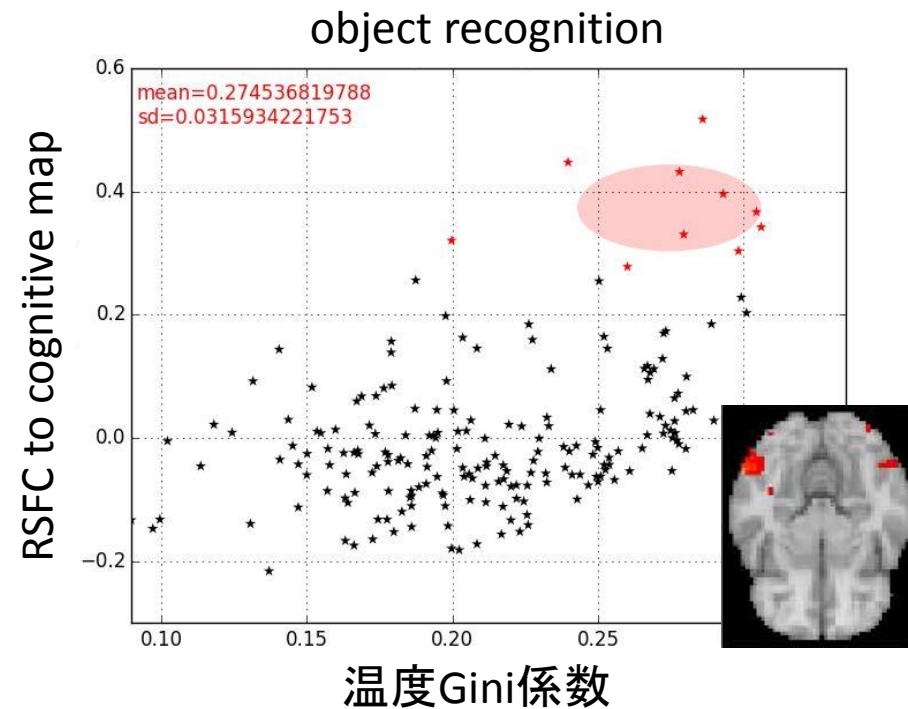 object recognition
mean=0.274536819788
sd=0.0315934221753
RSFC to cognitive map
0.6
0.4
0.2
0.0
−0.2
0.10
0.15
0.20
0.25
温度Gini係数